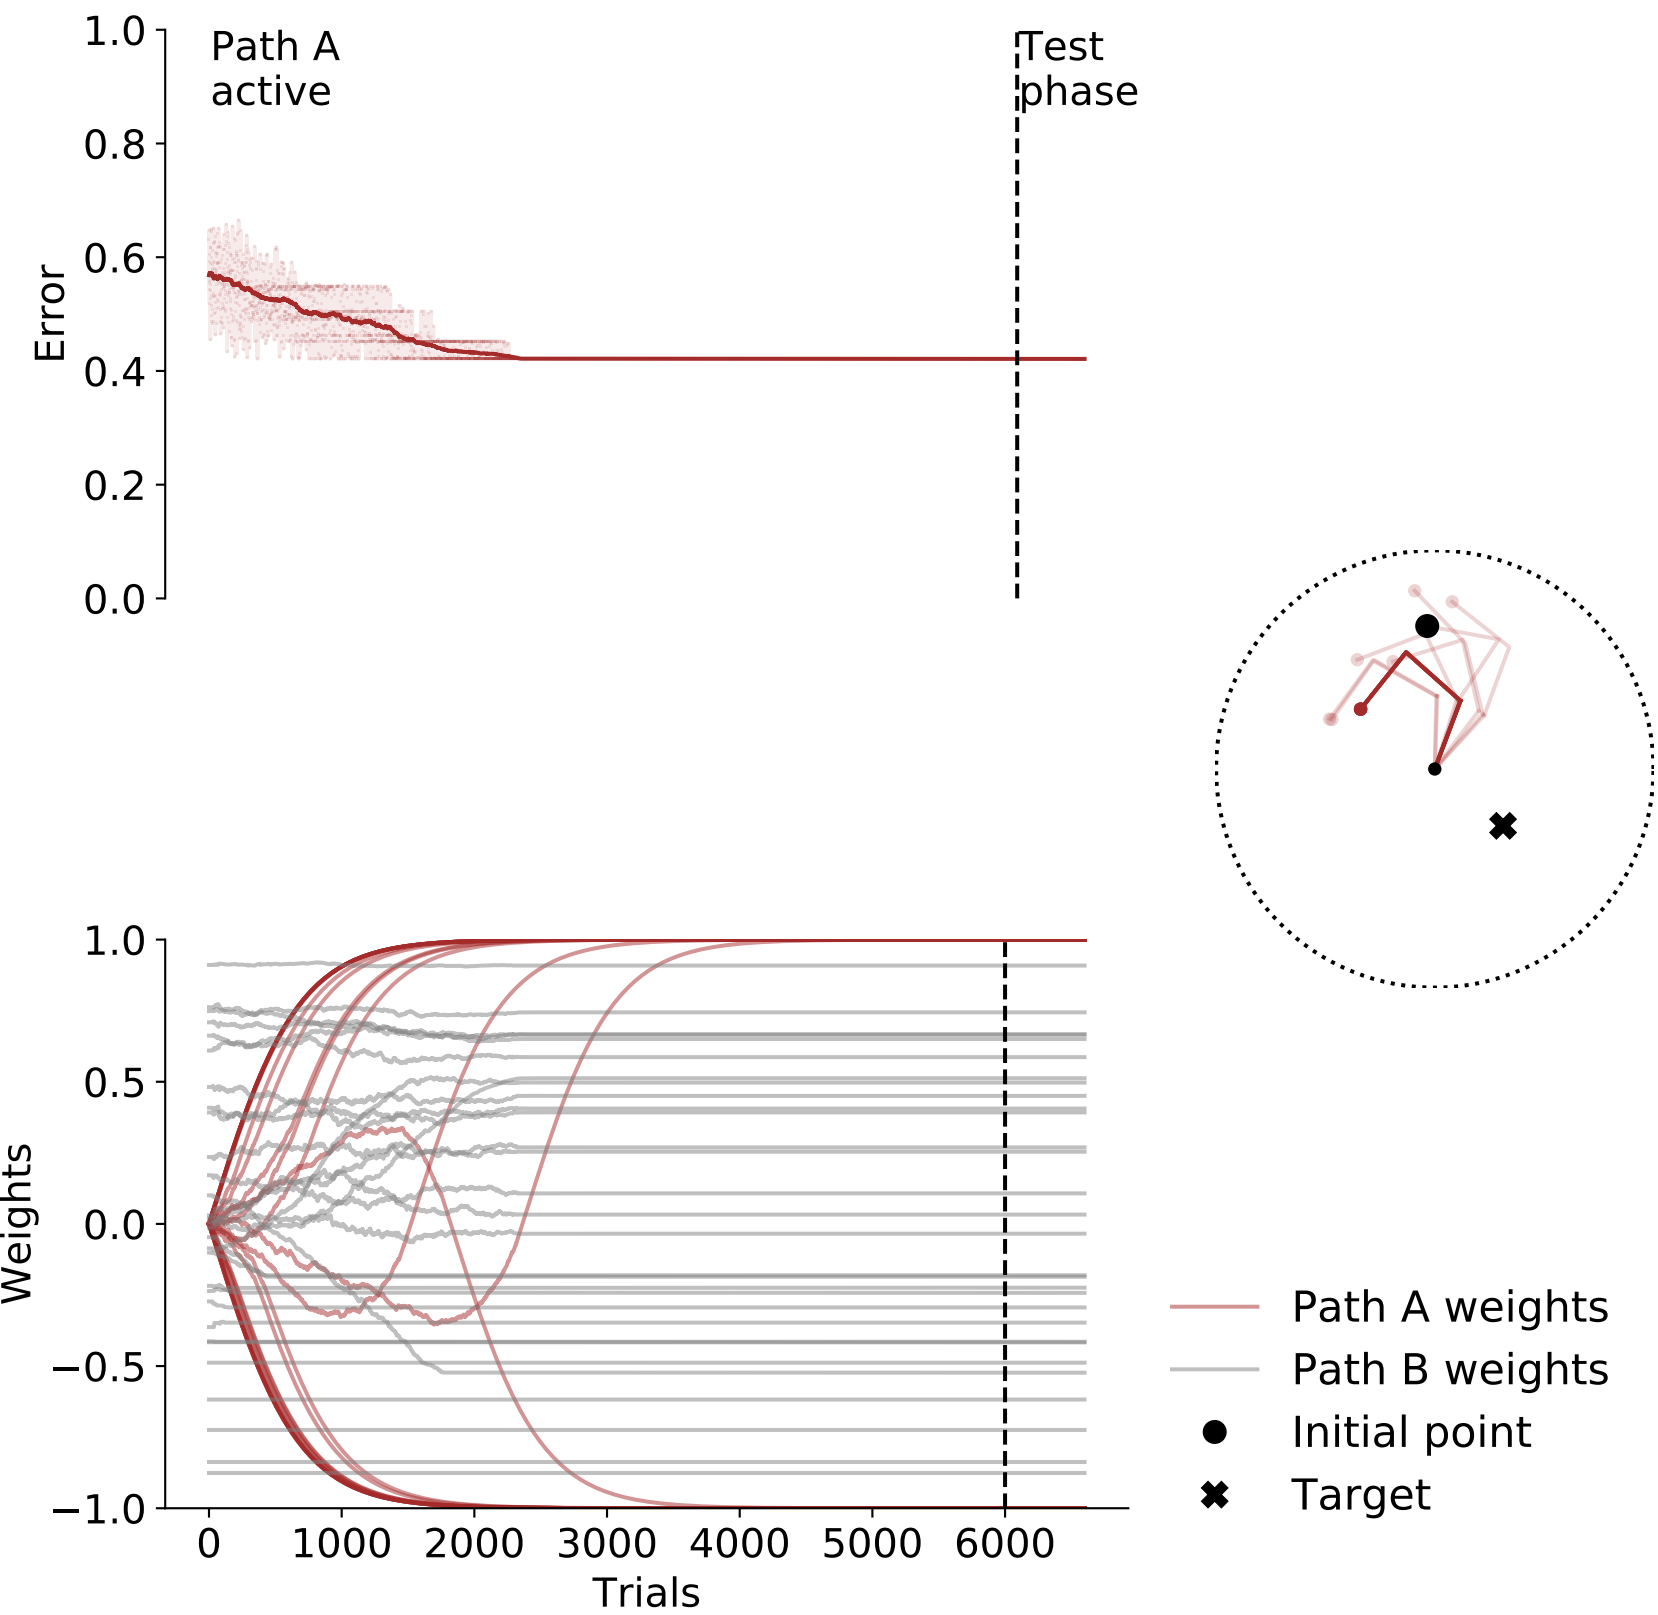 1.0
Path A
active
Test
phase
0.8
0.6
0.4
0.2
0.0
Error
1.0
0.5
0.0
−0.5
−1.0
Weights
0 1000 2000 3000 4000 5000 6000
Trials
Path A weights
Path B weights
Initial point
Target